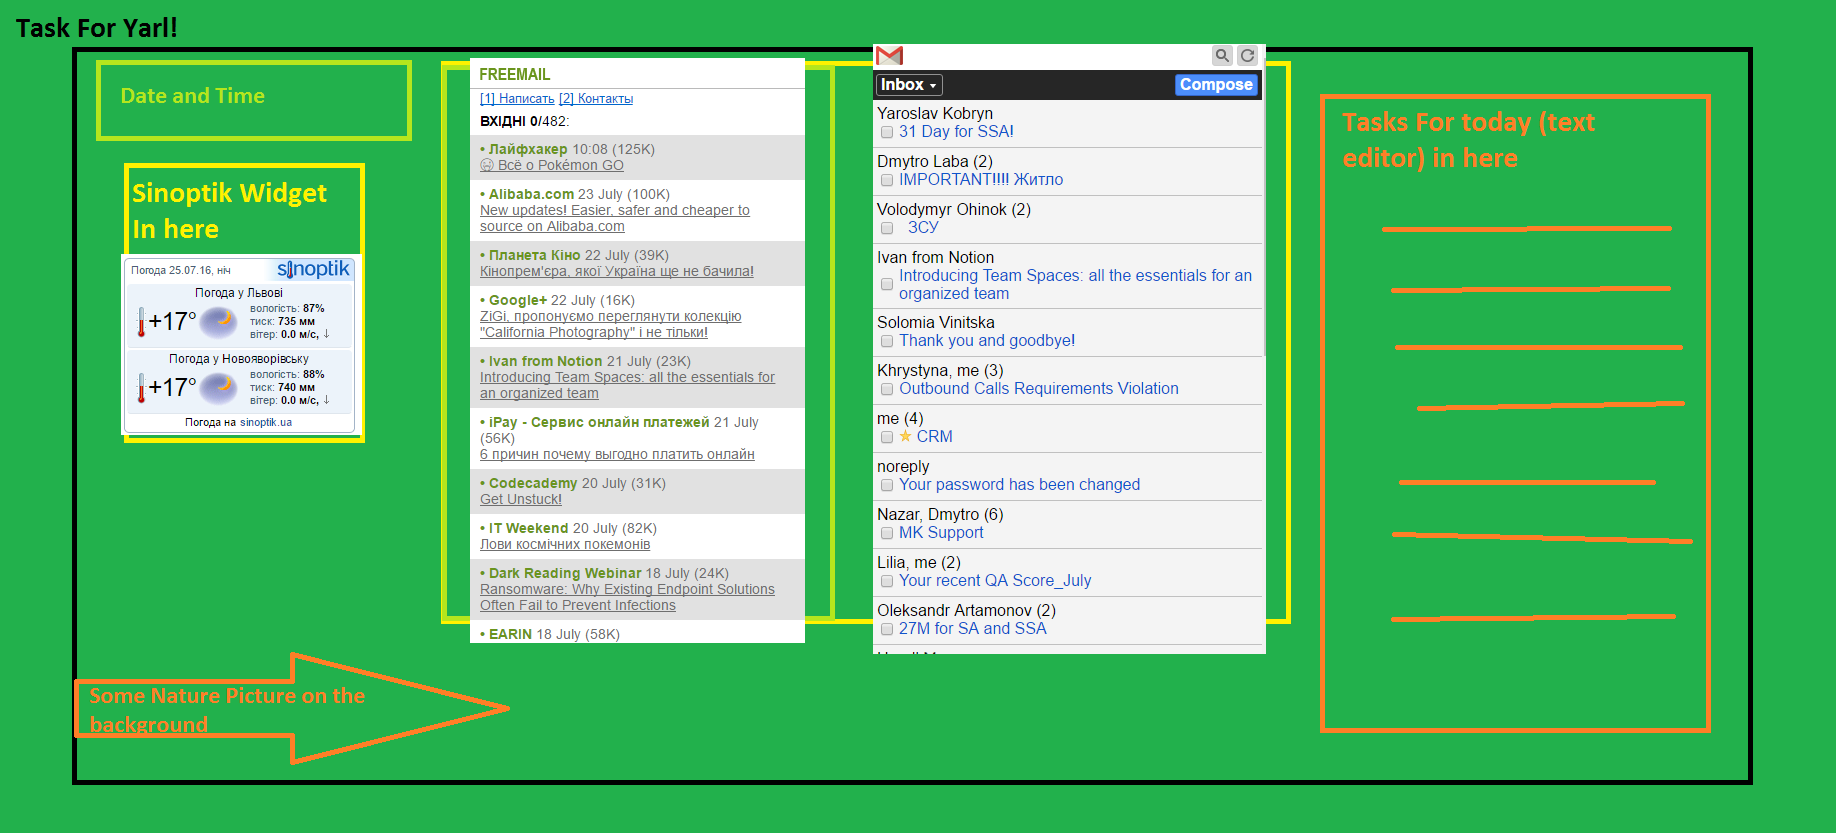 Task For Yarl!
Date and Time
Sinoptik Widget
In here
Погода 25.07.16, ніч
sinoptik
Погода у Львові
+17°
вологість: 87%
тиск: 735 мм
вітер: 0.0 м/с, ↓
Погода у Новояворівську
+17°
вологість: 88%
тиск: 740 мм
вітер: 0.0 м/с, ↓
Погода на sinoptik.ua
Some Nature Picture on the
background
FREEMAIL
[1] Написать [2] Контакты
ВХІДНІ 0/482:
• Лайфхакер 10:08 (125K)
Всё о Pokémon GO
• Alibaba.com 23 July (100K)
New updates! Easier, safer and cheaper to
source on Alibaba.com
• Планета Кіно 22 July (39K)
Кінопрем'єра, якої Україна ще не бачила!
• Google+ 22 July (16K)
ZiGi, пропонуємо переглянути колекцію
"California Photography" і не тільки!
• Ivan from Notion 21 July (23K)
Introducing Team Spaces: all the essentials for
an organized team
• iPay - Сервис онлайн платежей 21 July
(56K)
6 причин почему выгодно платить онлайн
• Codecademy 20 July (31K)
Get Unstuck!
• IT Weekend 20 July (82K)
Лови космічних покемонів
• Dark Reading Webinar 18 July (24K)
Ransomware: Why Existing Endpoint Solutions
Often Fail to Prevent Infections
• EARIN 18 July (58K)
Inbox
Compose
Yaroslav Kobryn
31 Day for SSA!
Dmytro Laba (2)
IMPORTANT!!!! Житло
Volodymyr Ohinok (2)
ЗСУ
Ivan from Notion
Introducing Team Spaces: all the essentials for an
organized team
Solomia Vinitska
Thank you and goodbye!
Khrystyna, me (3)
Outbound Calls Requirements Violation
me (4)
CRM
noreply
Your password has been changed
Nazar, Dmytro (6)
MK Support
Lilia, me (2)
Your recent QA Score_July
Oleksandr Artamonov (2)
27M for SA and SSA
Tasks For today (text
editor) in here